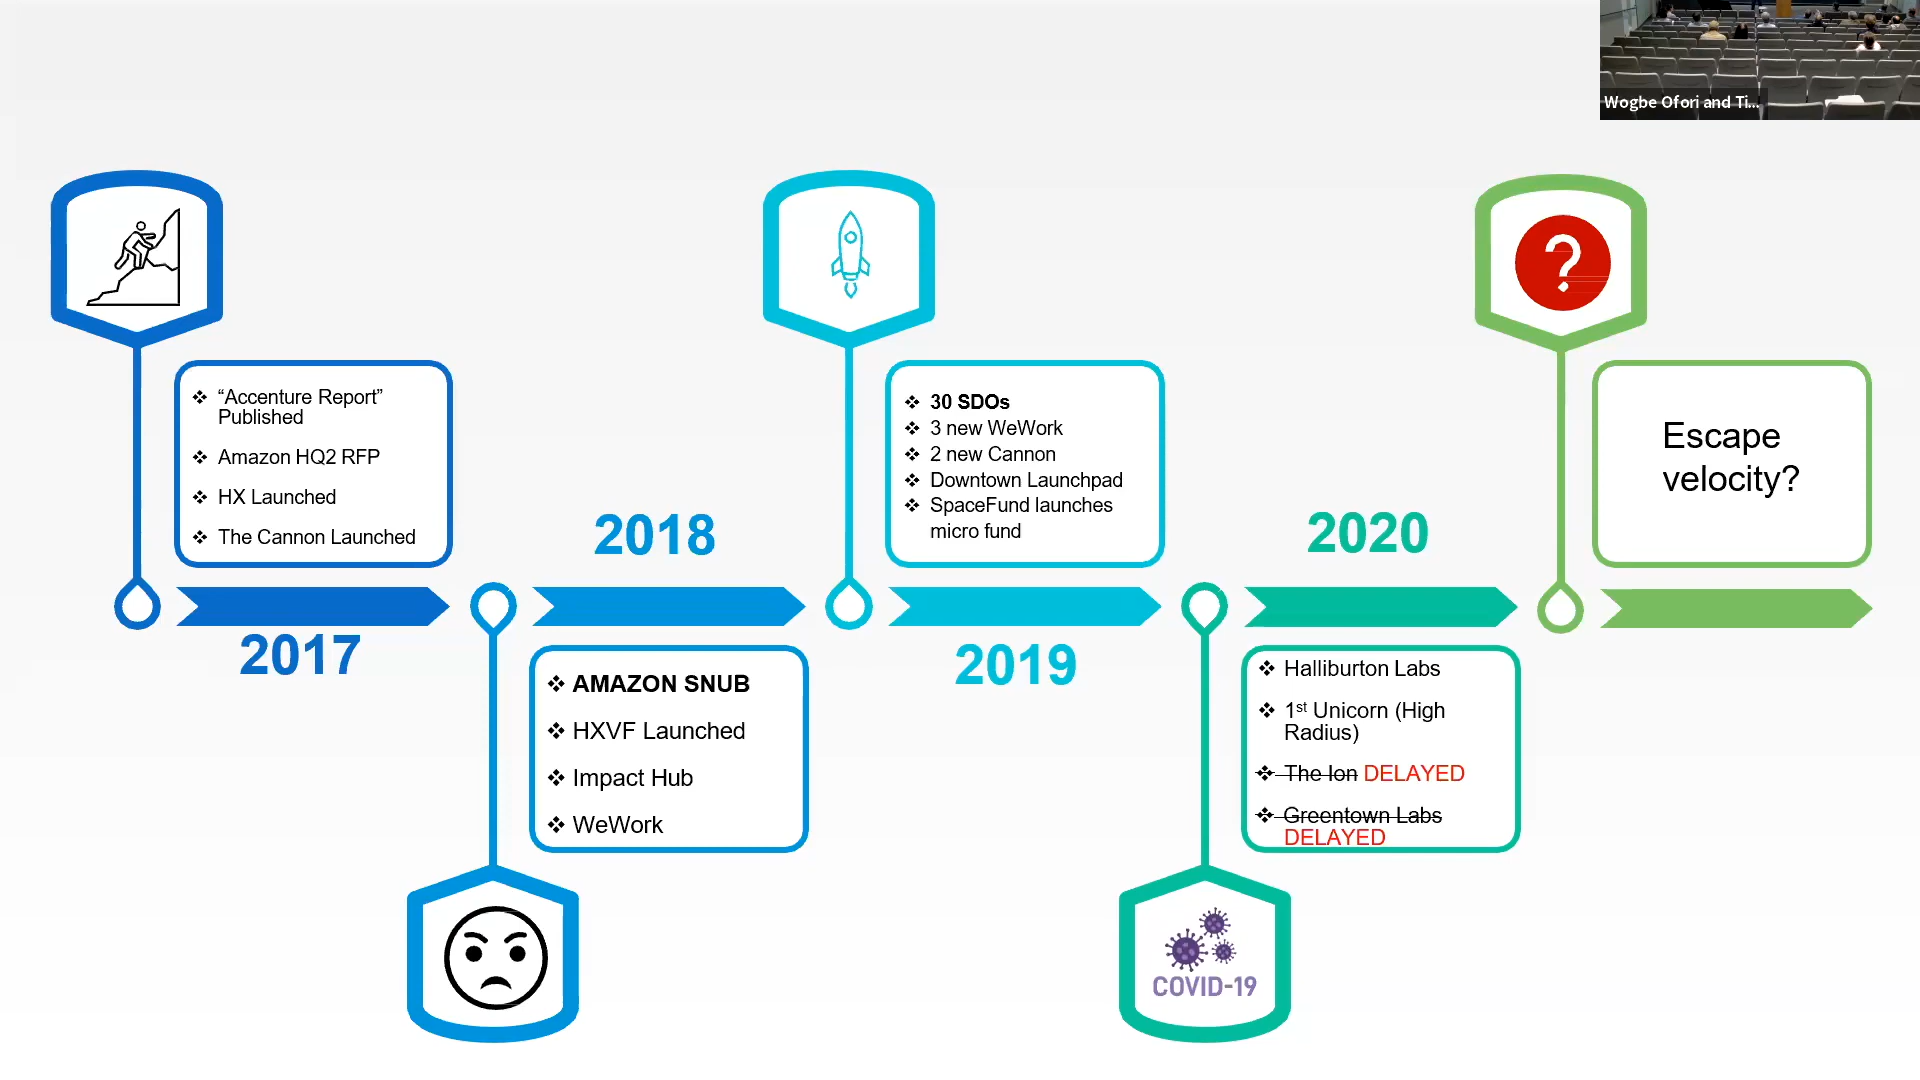 Wogbe Ofori and Ti...
❖ “Accenture Report”
Published
❖ Amazon HQ2 RFP
❖ HX Launched
❖ The Cannon Launched
2017
2018
❖ AMAZON SNUB
❖ HXVF Launched
❖ Impact Hub
❖ WeWork
❖ 30 SDOs
❖ 3 new WeWork
❖ 2 new Cannon
❖ Downtown Launchpad
❖ SpaceFund launches
micro fund
2019
2020
❖ Halliburton Labs
❖ 1st Unicorn (High
Radius)
❖ The Ion DELAYED
❖ Greentown Labs
DELAYED
COVID-19
?
Escape
velocity?